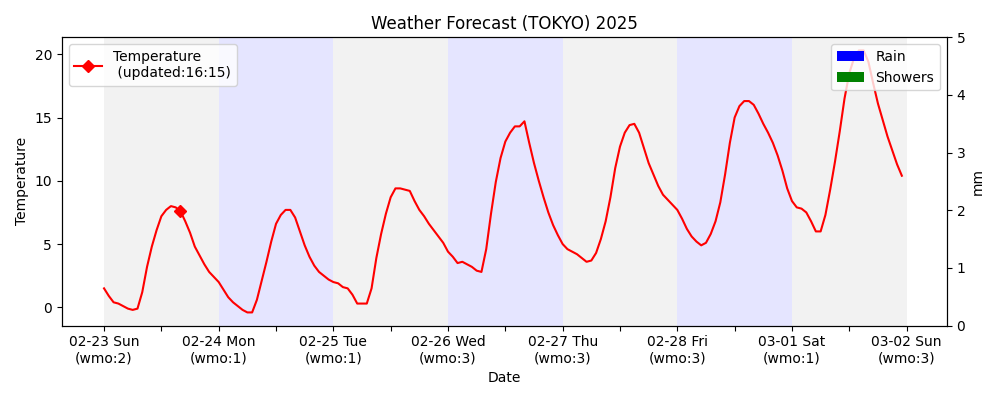 Weather Forecast (TOKYO) 2025
Temperature
(updated:16:15)
Rain
Showers
Temperature
20
15
10
5
0
5
4
3
2
1
0
mm
02-23 Sun
(wmo:2)
02-24 Mon
(wmo:1)
02-25 Tue
(wmo:1)
02-26 Wed
(wmo:3)
02-27 Thu
(wmo:3)
02-28 Fri
(wmo:3)
03-01 Sat
(wmo:1)
03-02 Sun
(wmo:3)
Date